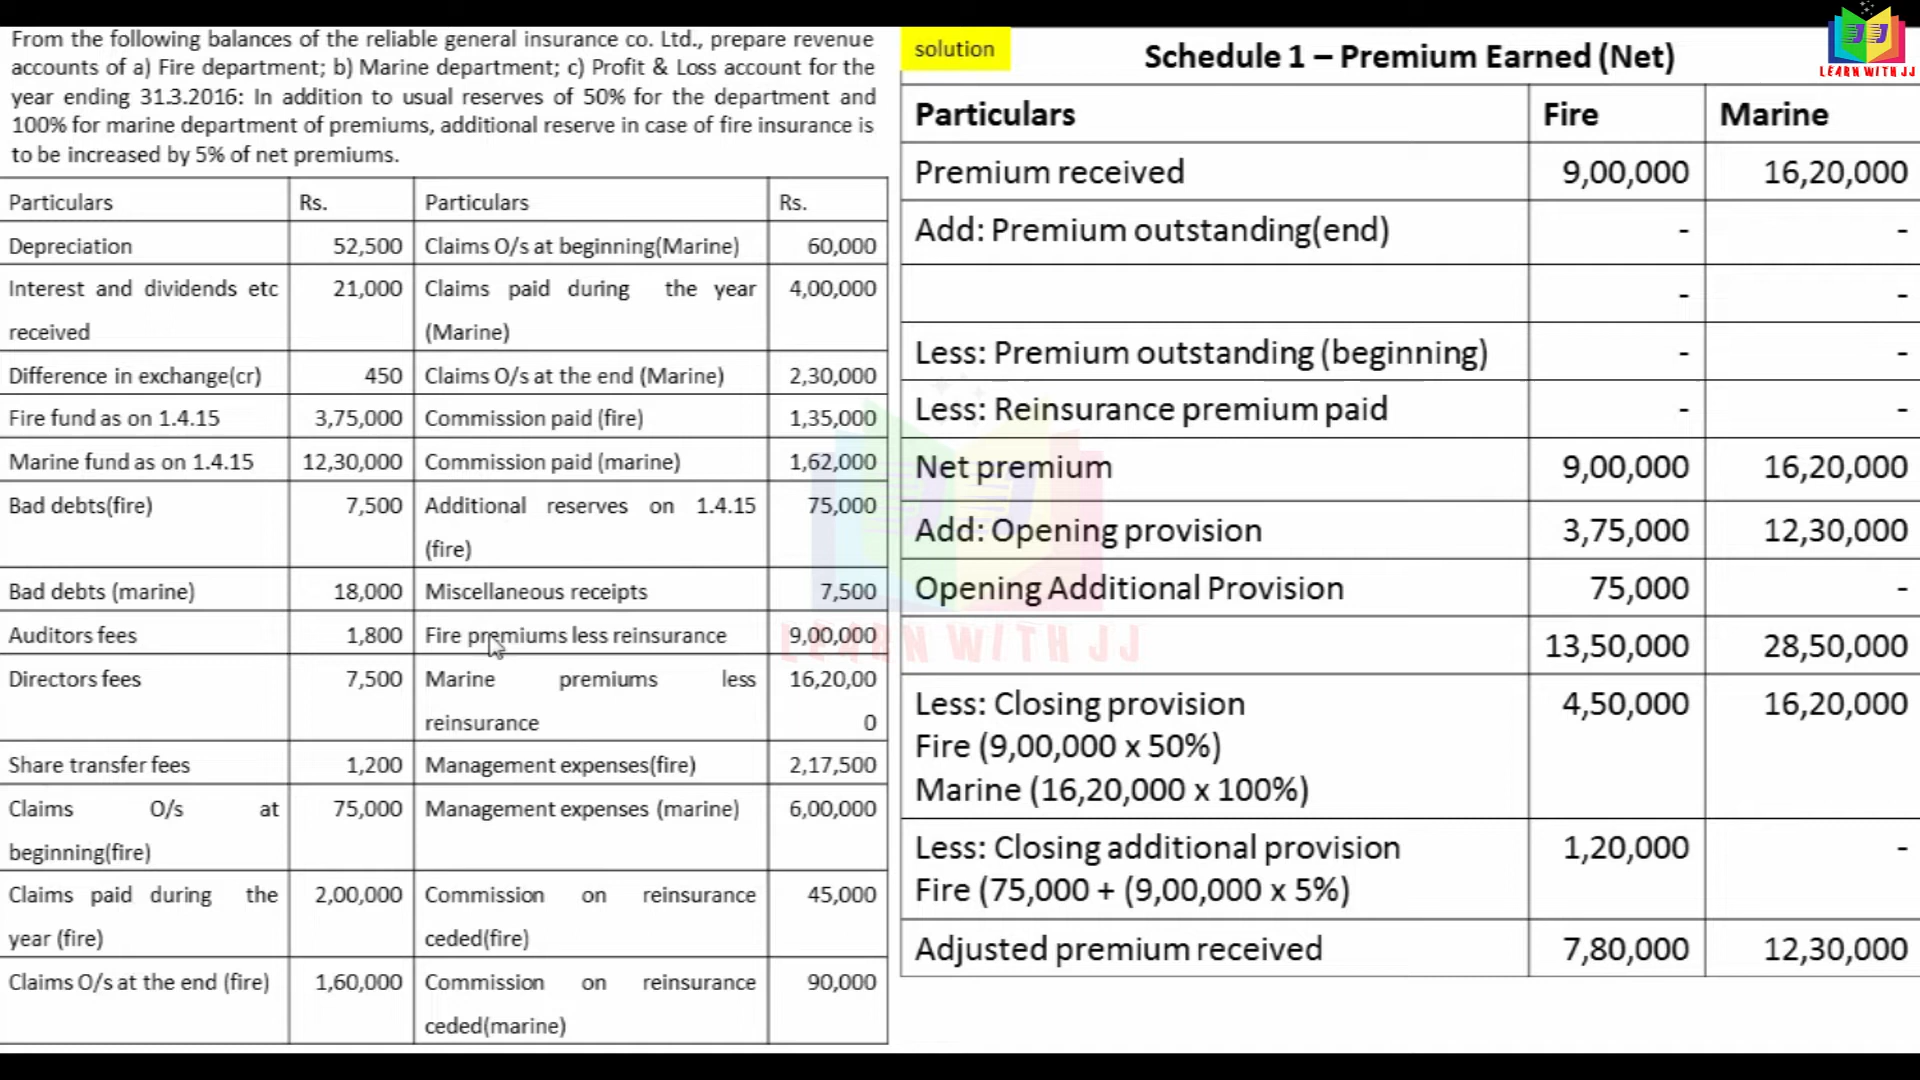 From the following balances of the reliable general insurance co. Ltd., prepare revenue
accounts of a) Fire department; b) Marine department; c) Profit & Loss account for the
year ending 31.3.2016: In addition to usual reserves of 50% for the department and
100% for marine department of premiums, additional reserve in case of fire insurance is
to be increased by 5% of net premiums.
Particulars Rs. Particulars Rs.
Depreciation 52,500 Claims O/s at beginning(Marine) 60,000
Interest and dividends etc 21,000 Claims paid during the year 4,00,000
received (Marine)
Difference in exchange(cr) 450 Claims O/s at the end (Marine) 2,30,000
Fire fund as on 1.4.15 3,75,000 Commission paid (fire) 1,35,000
Marine fund as on 1.4.15 12,30,000 Commission paid (marine) 1,62,000
Bad debts(fire) 7,500 Additional reserves on 1.4.15 75,000
(fire)
Bad debts (marine) 18,000 Miscellaneous receipts 7,500
Auditors fees 1,800 Fire premiums less reinsurance 9,00,000
Directors fees 7,500 Marine premiums less 16,20,00
reinsurance 0
Share transfer fees 1,200 Management expenses(fire) 2,17,500
Claims O/s at 75,000 Management expenses (marine) 6,00,000
beginning(fire)
Claims paid during the 2,00,000 Commission on reinsurance 45,000
year (fire) ceded(fire)
Claims O/s at the end (fire) 1,60,000 Commission on reinsurance 90,000
ceded(marine)
solution
Schedule 1 – Premium Earned (Net)
Particulars Fire Marine
Premium received 9,00,000 16,20,000
Add: Premium outstanding(end) - -
- -
Less: Premium outstanding (beginning) - -
Less: Reinsurance premium paid - -
Net premium 9,00,000 16,20,000
Add: Opening provision 3,75,000 12,30,000
Opening Additional Provision 75,000 -
13,50,000 28,50,000
Less: Closing provision 4,50,000 16,20,000
Fire (9,00,000 x 50%)
Marine (16,20,000 x 100%)
Less: Closing additional provision 1,20,000 -
Fire (75,000 + (9,00,000 x 5%)
Adjusted premium received 7,80,000 12,30,000
JJ
LEARN WITH JJ
LEARN WITH JJ